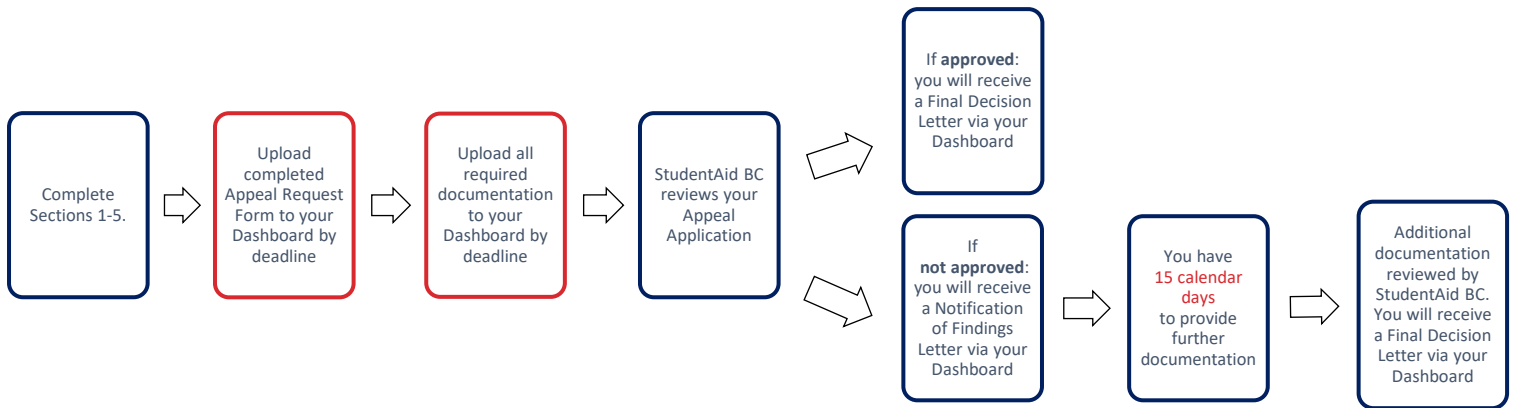 Complete
Sections 1-5.
Upload
completed
Appeal Request
Form to your
Dashboard by
deadline
Upload all
required
documentation
to your
Dashboard by
deadline
StudentAid BC
reviews your
Appeal
Application
If approved:
you will receive
a Final Decision
Letter via your
Dashboard
If
not approved:
you will receive
a Notification
of Findings
Letter via your
Dashboard
You have
15 calendar
days
to provide
further
documentation
Additional
documentation
reviewed by
StudentAid BC.
You will receive
a Final Decision
Letter via your
Dashboard